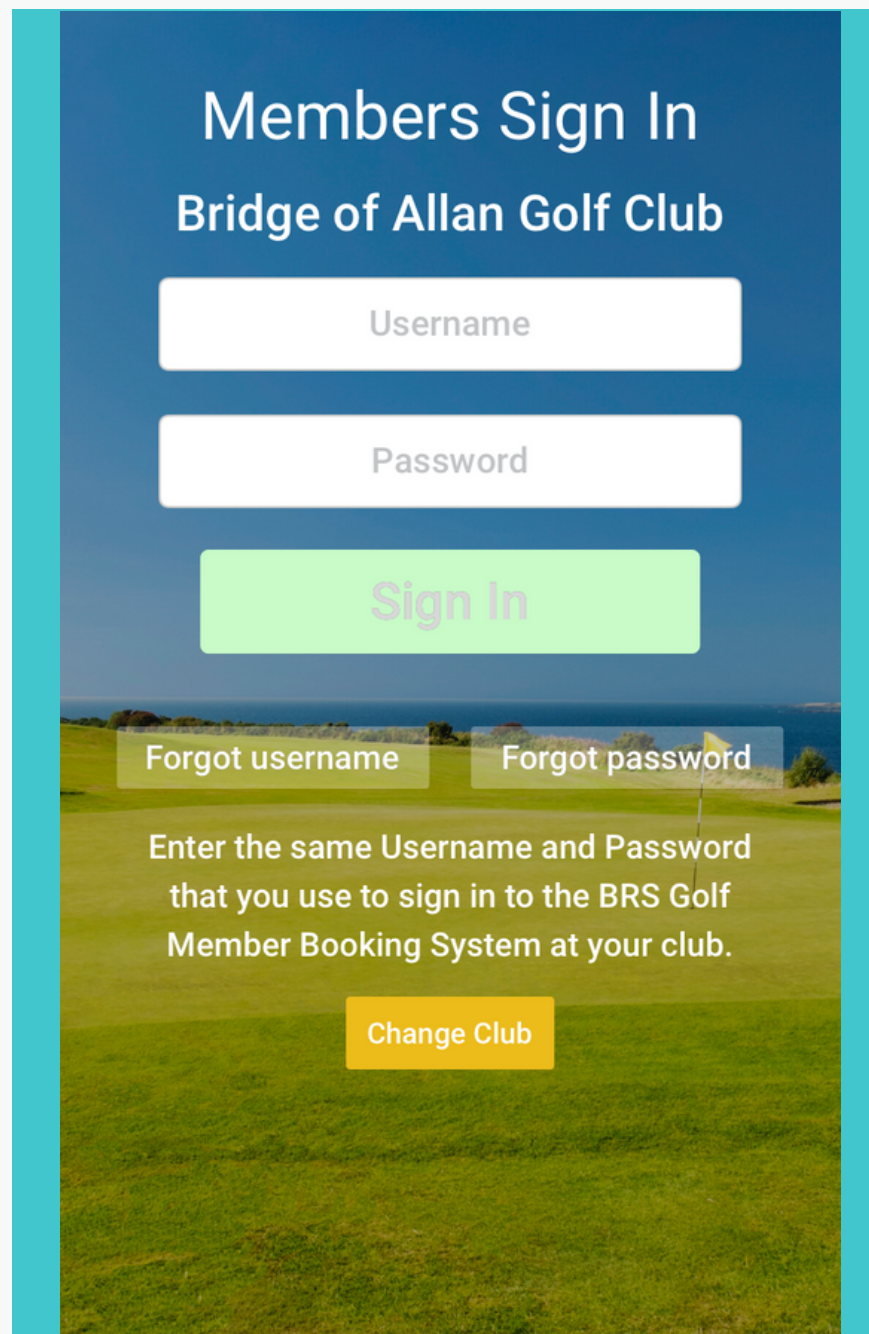 Members Sign In
Bridge of Allan Golf Club
Username
Password
Sign In
Forgot username
Forgot password
Enter the same Username and Password
that you use to sign in to the BRS Golf
Member Booking System at your club.
Change Club